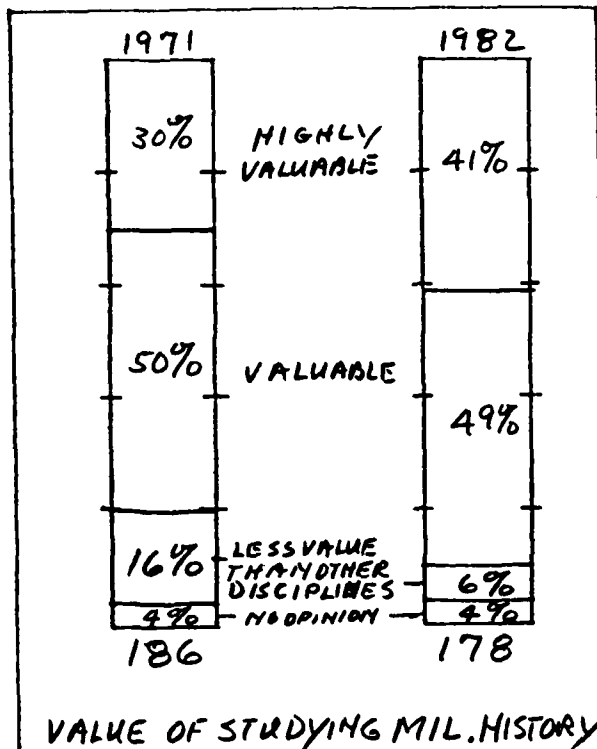 1971
1982
30%
HIGHLY
VALUABLE
41%
50%
VALUABLE
49%
16%
LESS VALUE
THAN OTHER
DISCIPLINES
6%
4%
NO OPINION
4%
186
178
VALUE OF STUDYING MIL. HISTORY